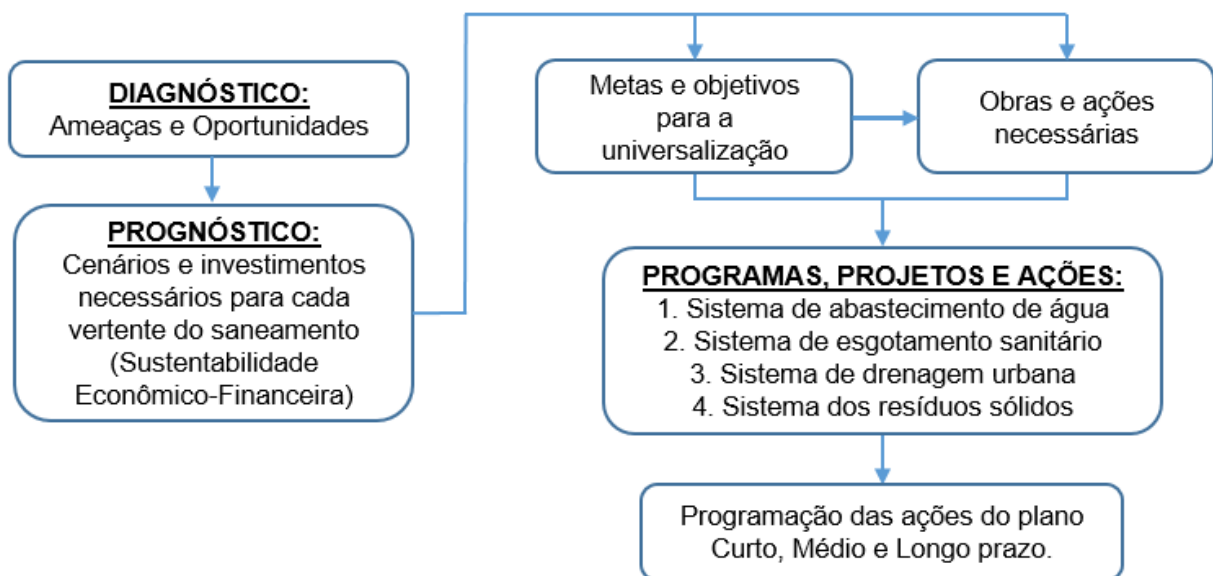 DIAGNÓSTICO:
Ameaças e Oportunidades
PROGNÓSTICO:
Cenários e investimentos
necessários para cada
vertente do saneamento
(Sustentabilidade
Econômico-Financeira)
Metas e objetivos
para a
universalização
Obras e ações
necessárias
PROGRAMAS, PROJETOS E AÇÕES:
1. Sistema de abastecimento de água
2. Sistema de esgotamento sanitário
3. Sistema de drenagem urbana
4. Sistema dos resíduos sólidos
Programação das ações do plano
Curto, Médio e Longo prazo.